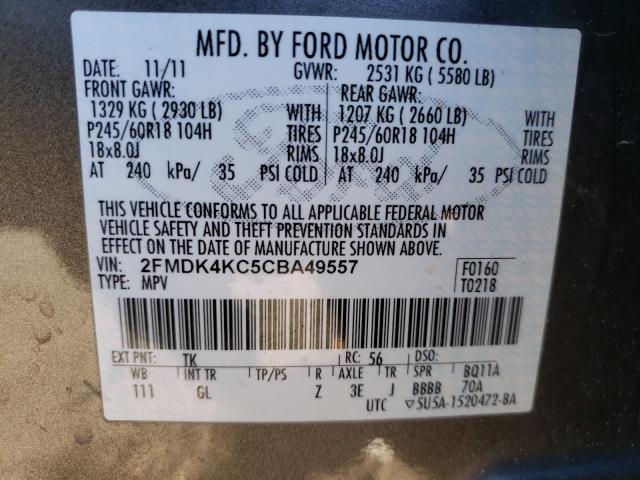 MFD. BY FORD MOTOR CO.
DATE: 11/11 GVWR: 2531 KG ( 5580 LB)
FRONT GAWR: REAR GAWR:
1329 KG ( 2930 LB) WITH 1207 KG ( 2660 LB) WITH
P245/60R18 104H TIRES P245/60R18 104H TIRES
18x8.0J RIMS 18x8.0J RIMS
AT 240 kPa/ 35 PSI COLD AT 240 kPa/ 35 PSI COLD
THIS VEHICLE CONFORMS TO ALL APPLICABLE FEDERAL MOTOR
VEHICLE SAFETY AND THEFT PREVENTION STANDARDS IN
EFFECT ON THE DATE OF MANUFACTURE SHOWN ABOVE.
VIN: 2FMDK4KC5CBA49557 F0160
TYPE: MPV T0218
EXT PNT: TK RC: 56 DSO:
WB INT TR TP/PS R AXLE TR SPR BQ11A
111 GL Z 3E J BBBB 70A
UTC ▽5U5A-1520472-BA
Ford